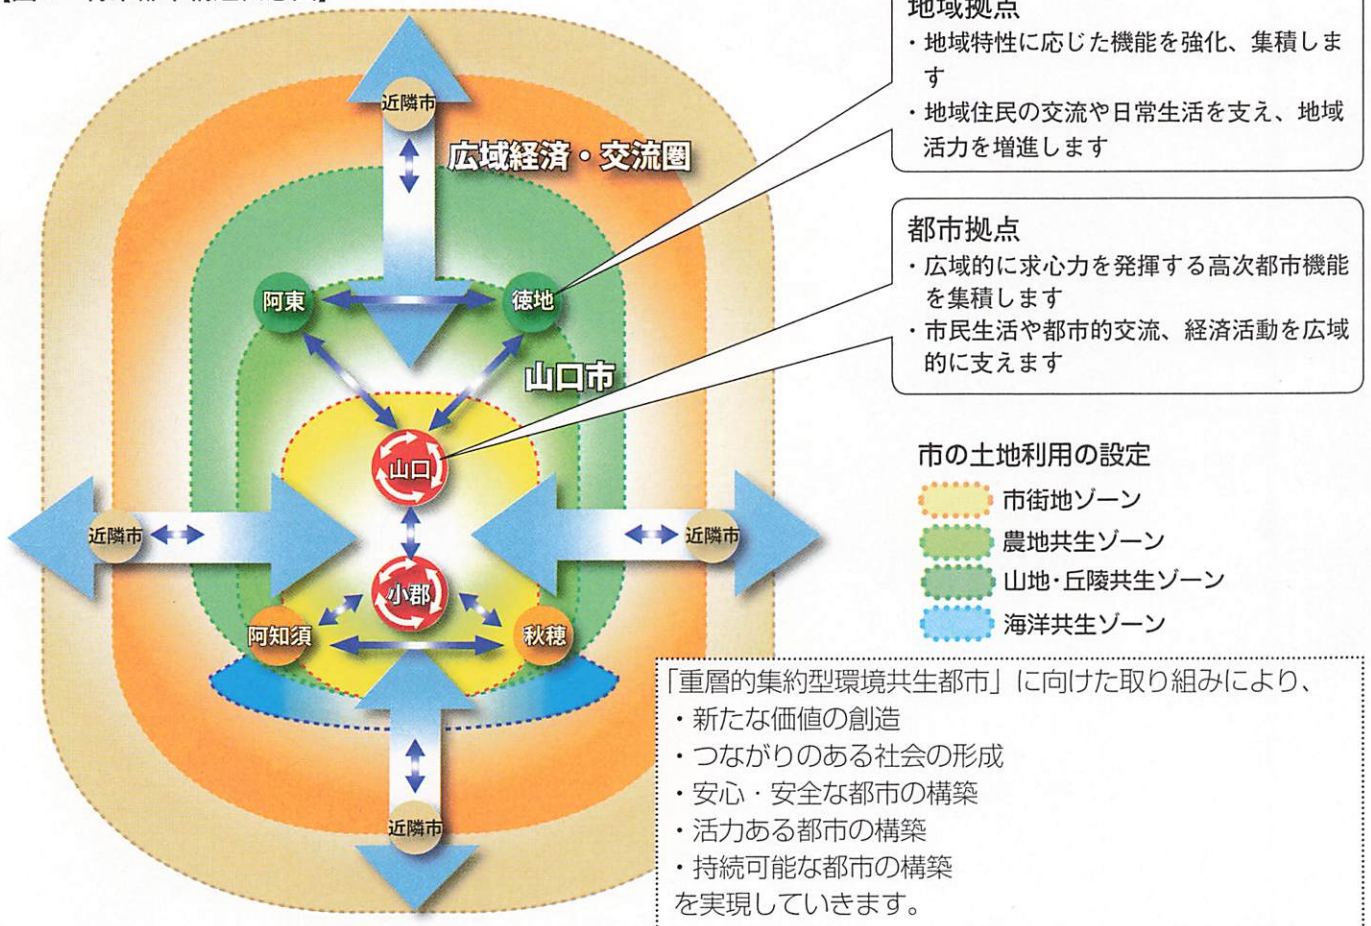 地域拠点
・地域特性に応じた機能を強化、集積しま
す
・地域住民の交流や日常生活を支え、地域
活力を増進します
近隣市
広域経済・交流圏
都市拠点
・広域的に求心力を発揮する高次都市機能
を集積します
・市民生活や都市的交流、経済活動を広域
的に支えます
阿東
徳地
山口市
山口
市の土地利用の設定
市街地ゾーン
農地共生ゾーン
山地・丘陵共生ゾーン
海洋共生ゾーン
近隣市
近隣市
小郡
阿知須
秋穂
近隣市
「重層的集約型環境共生都市」に向けた取り組みにより、
・新たな価値の創造
・つながりのある社会の形成
・安心・安全な都市の構築
・活力ある都市の構築
・持続可能な都市の構築
を実現していきます。